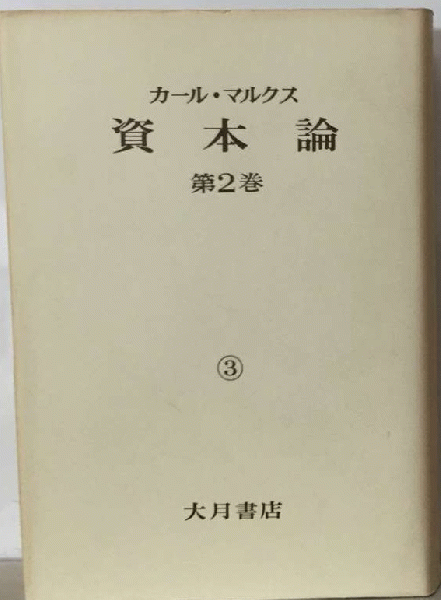 カール・マルクス
資本論
第2巻
③
大月書店